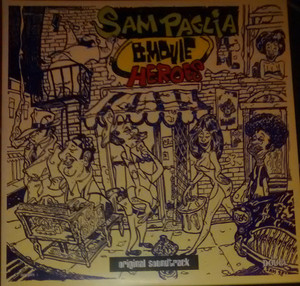 SAM PAGLIA
B-MOVIE
HEROES
original soundtrack